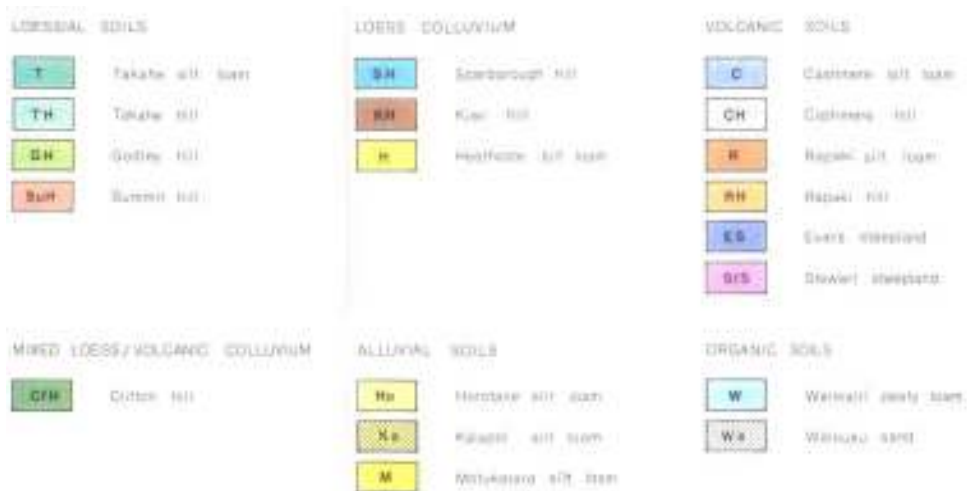 LOESSIAL SOILS
T Takahe silt loam
TH Takahe hill
GH Godley hill
SuH Summit hill
LOESS COLLUVIUM
SH Scarborough hill
KH Kiwi hill
H Heathcote silt loam
VOLCANIC SOILS
C Cashmere silt loam
CH Cashmere hill
R Rapaki silt loam
RH Rapaki hill
ES Evans steepland
StS Stewart steepland
MIXED LOESS/VOLCANIC COLLUVIUM
CfH Clifton hill
ALLUVIAL SOILS
Ho Horotane silt loam
Ka Kaiapoi silt loam
M Motukarara silt loam
ORGANIC SOILS
W Waimairi peaty loam
Wa sand